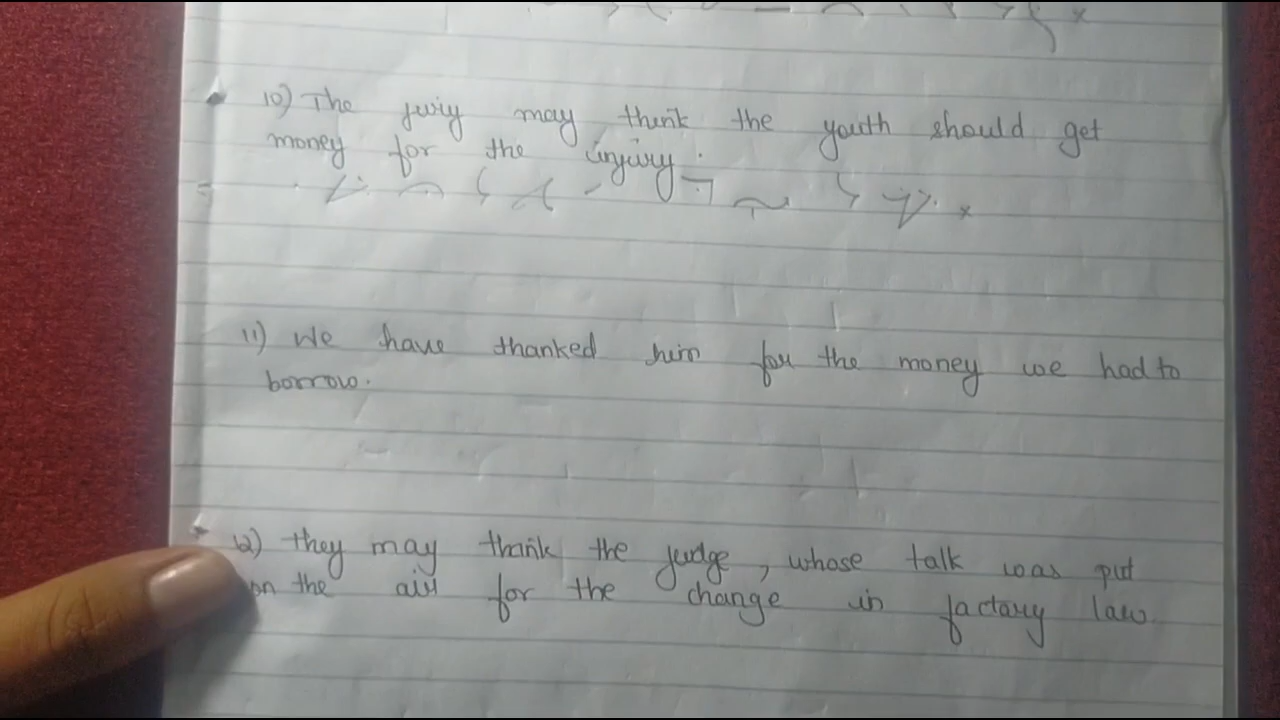 10) The jury may think the youth should get
money for the injury.
11) We have thanked him for the money we had to
borrow.
12) they may thank the judge, whose talk was put
on the air for the change in factory law